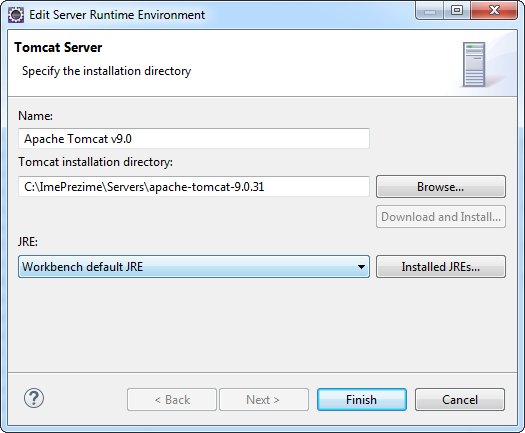 Edit Server Runtime Environment
Tomcat Server
Specify the installation directory
Name:
Apache Tomcat v9.0
Tomcat installation directory:
C:\ImePrezime\Servers\apache-tomcat-9.0.31
Browse...
Download and Install...
JRE:
Workbench default JRE
Installed JREs...
?
< Back
Next >
Finish
Cancel